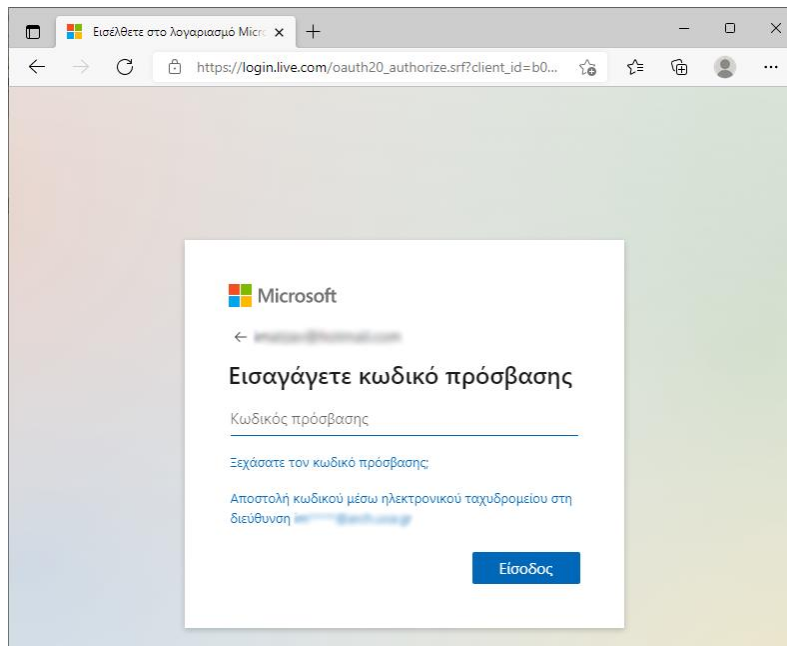 Εισέλθετε στο λογαριασμό Micro
https://login.live.com/oauth20_authorize.srf?client_id=b0...
Microsoft
Εισαγάγετε κωδικό πρόσβασης
Κωδικός πρόσβασης
Ξεχάσατε τον κωδικό πρόσβασης;
Αποστολή κωδικού μέσω ηλεκτρονικού ταχυδρομείου στη
διεύθυνση
Είσοδος